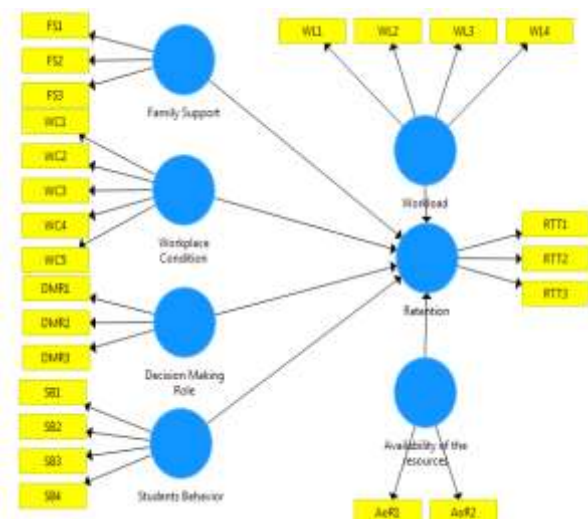 FS1
FS2
FS3
Family Support
WC1
WC2
WC3
WC4
WC5
Workplace
Condition
DMR1
DMR2
DMR3
Decision Making
Role
SB1
SB2
SB3
SB4
Students Behavior
WL1 WL2 WL3 WL4
Workload
RTT1
RTT2
RTT3
Retention
Availability of the
resources
AoR1 AoR2